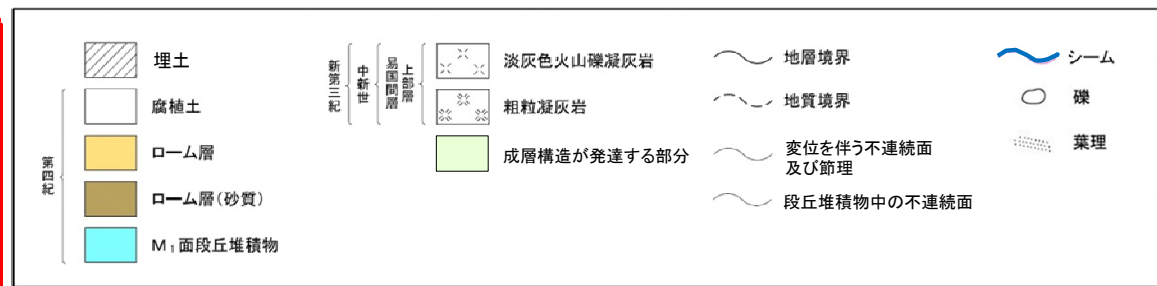 埋土
第四紀
腐植土
ローム層
ローム層(砂質)
M₁面段丘堆積物
新第三紀
中新世
易国間層
上部層
淡灰色火山礫凝灰岩
粗粒凝灰岩
成層構造が発達する部分
地層境界
地質境界
変位を伴う不連続面
及び節理
段丘堆積物中の不連続面
シーム
礫
葉理